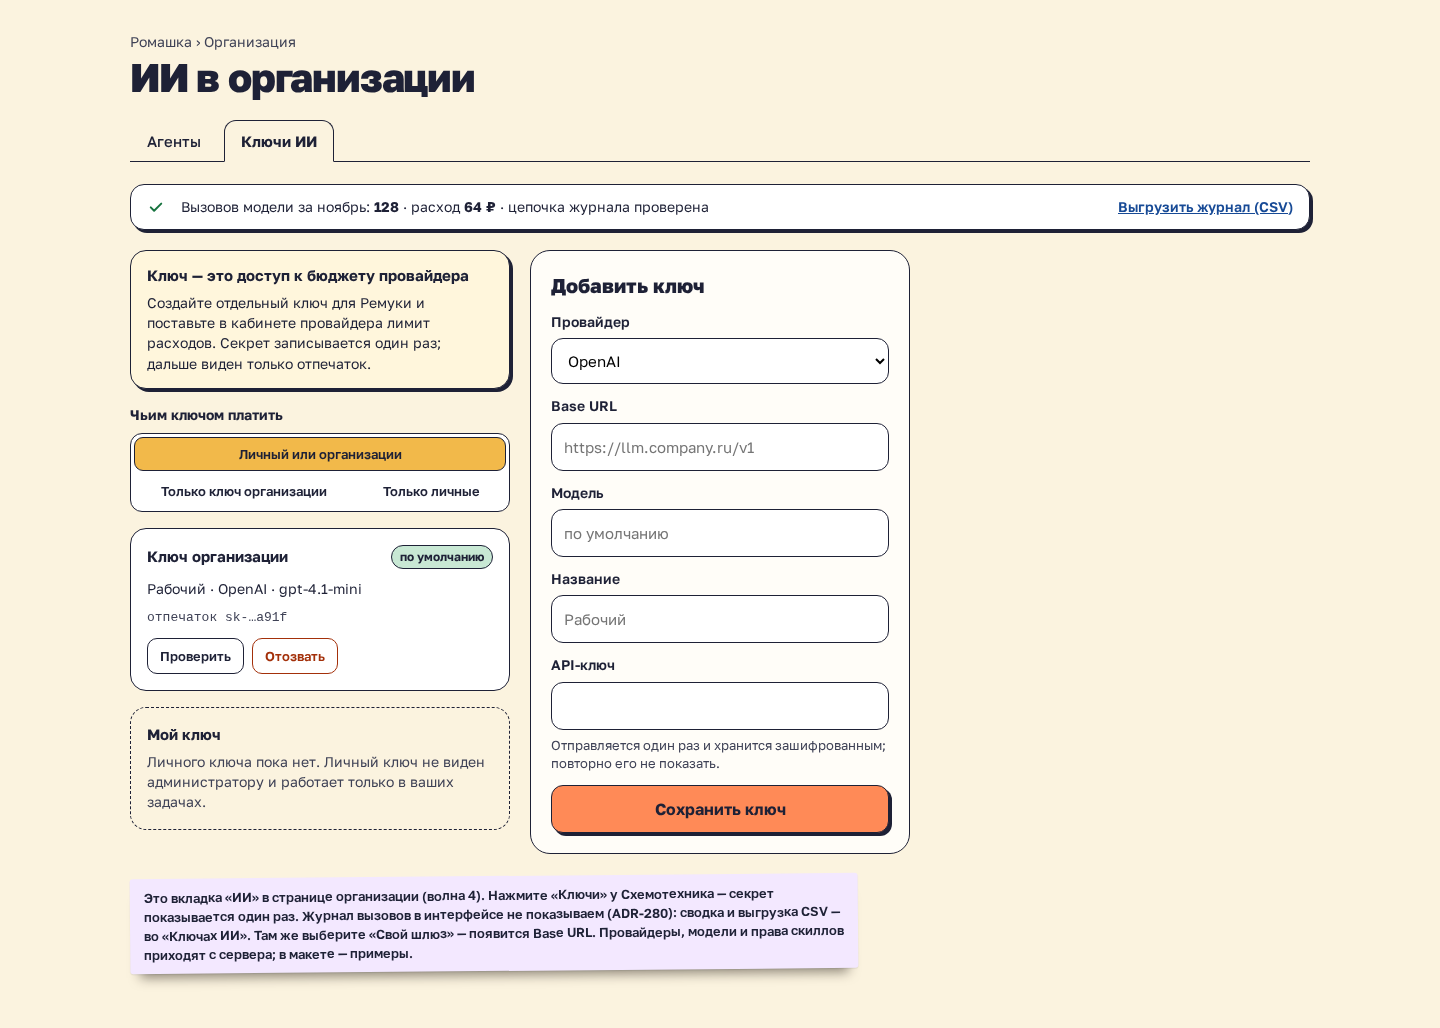 Ромашка › Организация
ИИ в организации
Агенты
Ключи ИИ
Вызовов модели за ноябрь: 128 · расход 64 ₽ · цепочка журнала проверена
Выгрузить журнал (CSV)
Ключ — это доступ к бюджету провайдера
Создайте отдельный ключ для Ремуки и
поставьте в кабинете провайдера лимит
расходов. Секрет записывается один раз;
дальше виден только отпечаток.
Чьим ключом платить
Личный или организации
Только ключ организации
Только личные
Ключ организации
по умолчанию
Рабочий · OpenAI · gpt-4.1-mini
отпечаток sk-…a91f
Проверить
Отозвать
Мой ключ
Личного ключа пока нет. Личный ключ не виден
администратору и работает только в ваших
задачах.
Добавить ключ
Провайдер
OpenAI
Base URL
https://llm.company.ru/v1
Модель
по умолчанию
Название
Рабочий
API-ключ
Отправляется один раз и хранится зашифрованным;
повторно его не показать.
Сохранить ключ
Это вкладка «ИИ» в странице организации (волна 4). Нажмите «Ключи» у Схемотехника — секрет
показывается один раз. Журнал вызовов в интерфейсе не показываем (ADR-280): сводка и выгрузка CSV —
во «Ключах ИИ». Там же выберите «Свой шлюз» — появится Base URL. Провайдеры, модели и права скиллов
приходят с сервера; в макете — примеры.